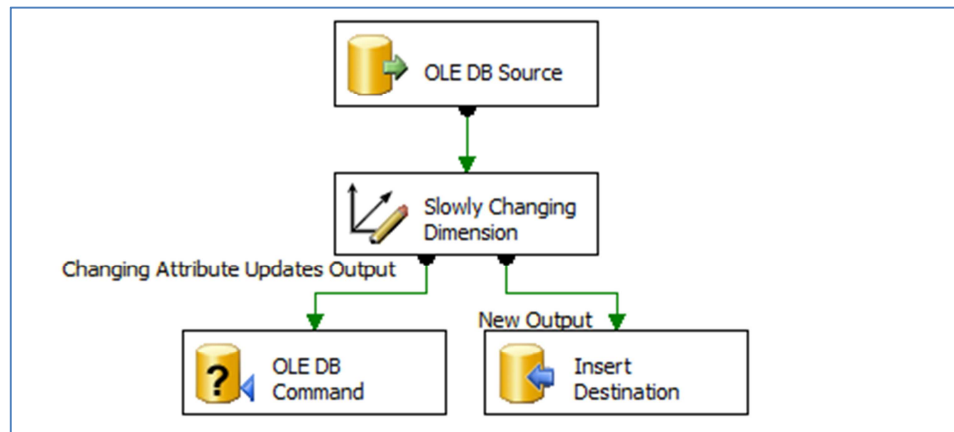 OLE DB Source
Slowly Changing
Dimension
Changing Attribute Updates Output
New Output
?
OLE DB
Command
Insert
Destination